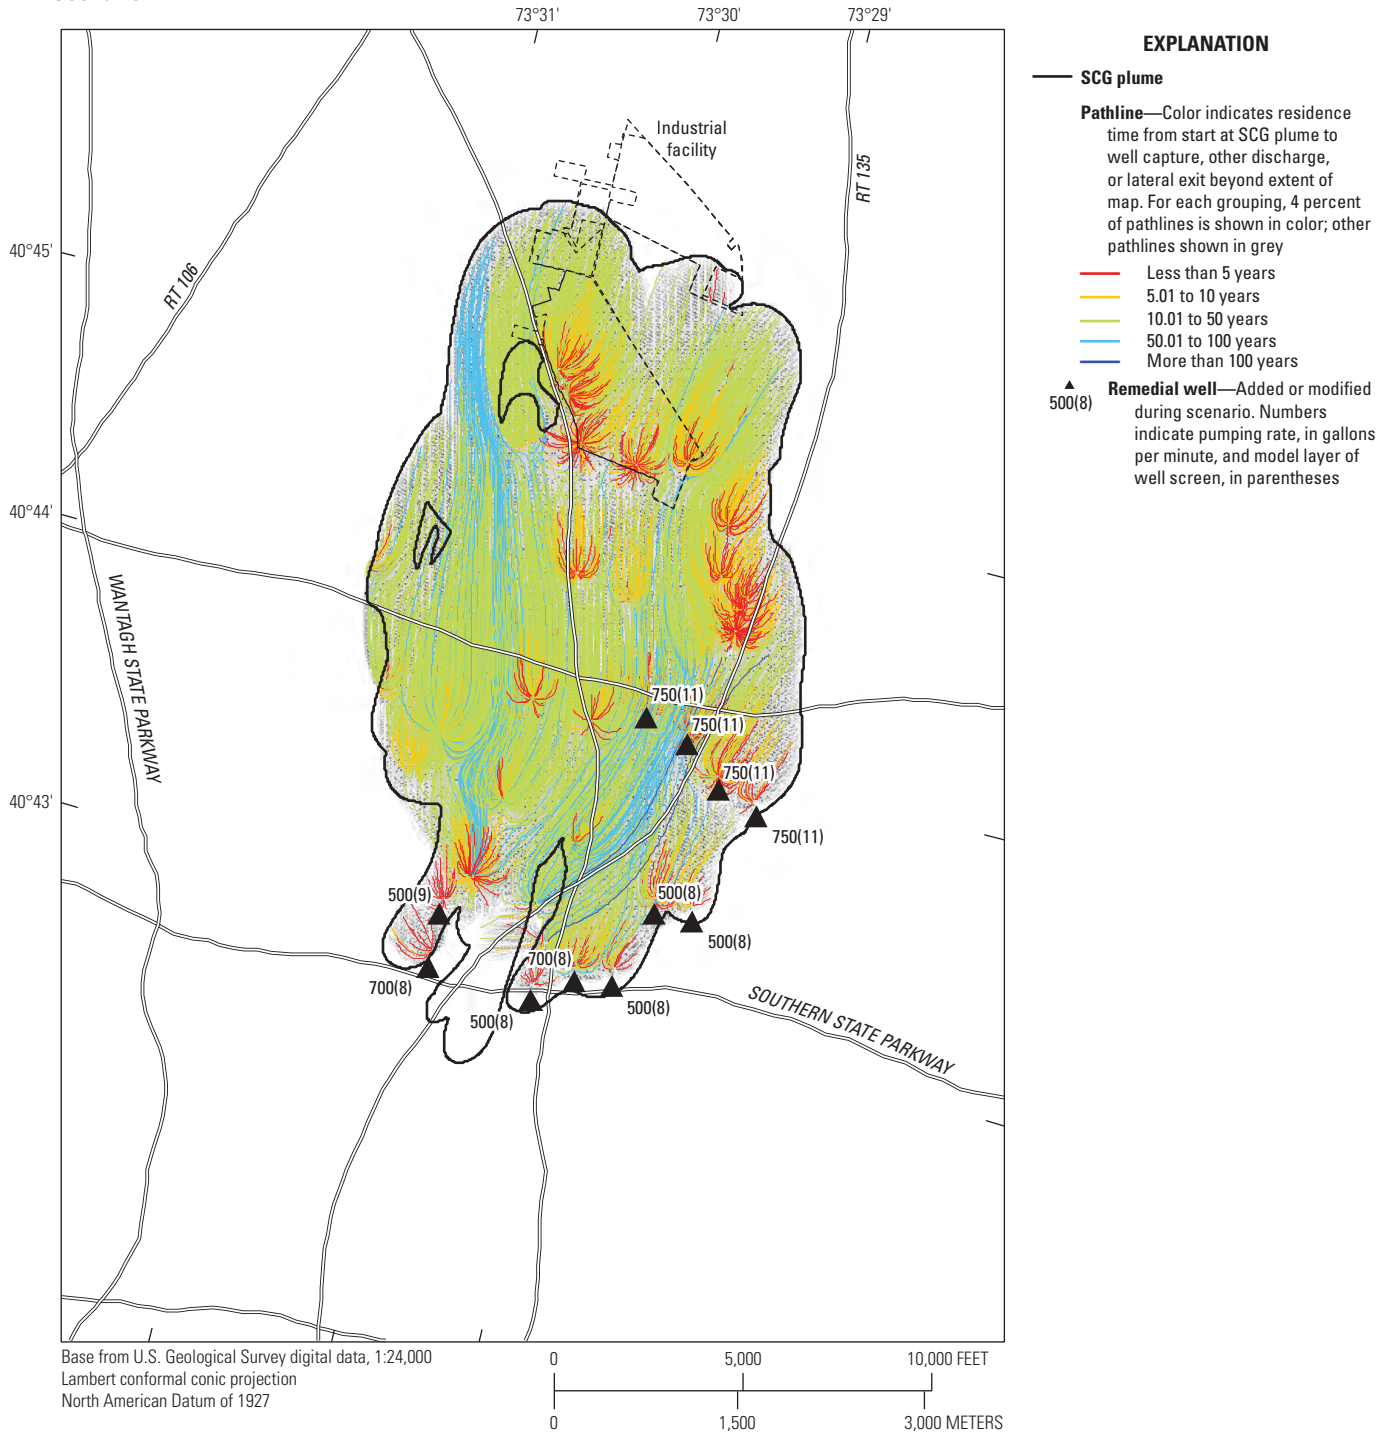 73°31'
73°30'
73°29'
40°45'
40°44'
40°43'
Industrial
facility
RT 106
RT 135
WANTAGH STATE PARKWAY
SOUTHERN STATE PARKWAY
750(11)
750(11)
750(11)
750(11)
500(9)
500(8)
500(8)
700(8)
700(8)
500(8)
500(8)
EXPLANATION
SCG plume
Pathline—Color indicates residence
time from start at SCG plume to
well capture, other discharge,
or lateral exit beyond extent of
map. For each grouping, 4 percent
of pathlines is shown in color; other
pathlines shown in grey
Less than 5 years
5.01 to 10 years
10.01 to 50 years
50.01 to 100 years
More than 100 years
500(8)
Remedial well—Added or modified
during scenario. Numbers
indicate pumping rate, in gallons
per minute, and model layer of
well screen, in parentheses
Base from U.S. Geological Survey digital data, 1:24,000
Lambert conformal conic projection
North American Datum of 1927
0 5,000 10,000 FEET
0 1,500 3,000 METERS